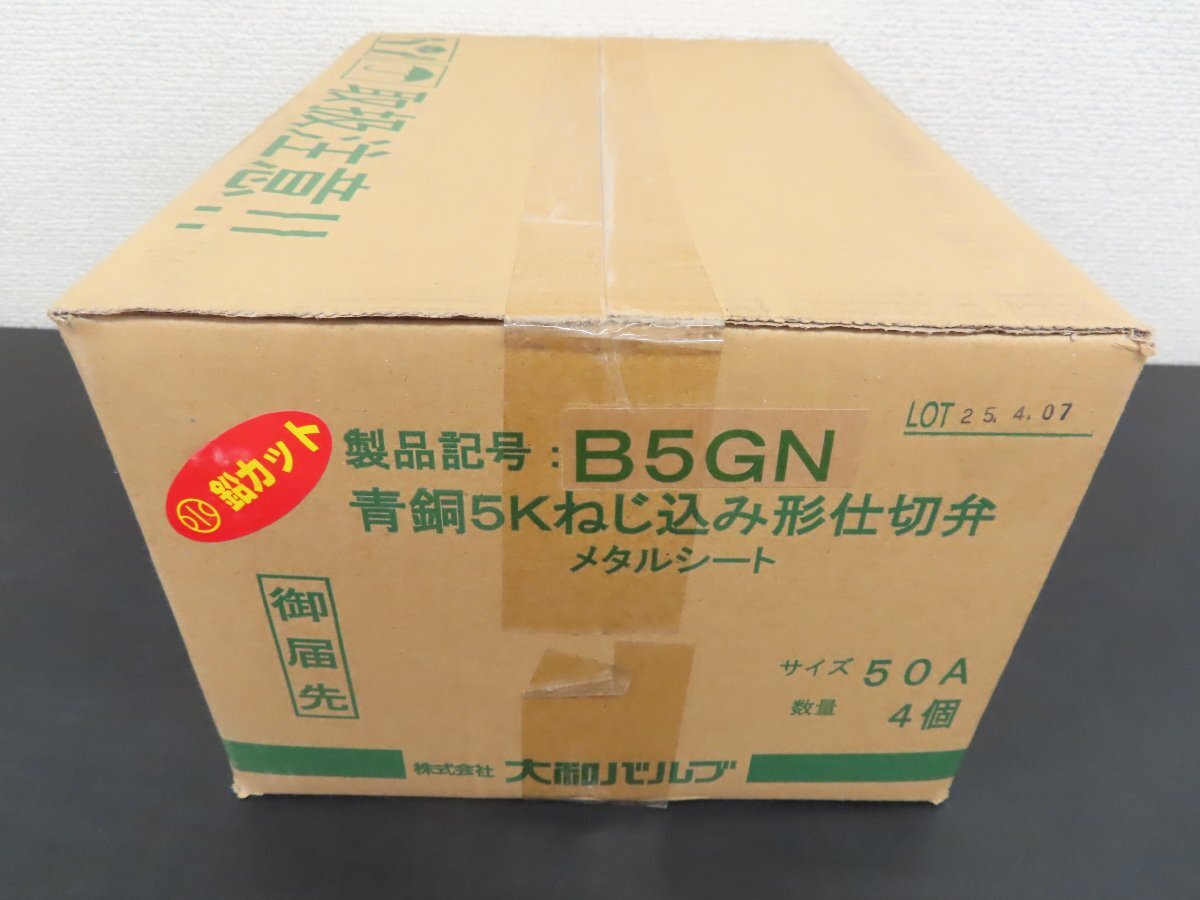 取扱注意!!
LOT 25.4.07
鉛カット
製品記号: B5GN
青銅5Kねじ込み形仕切弁
メタルシート
御届先
サイズ 50A
数量 4個
株式会社 大和バルブ